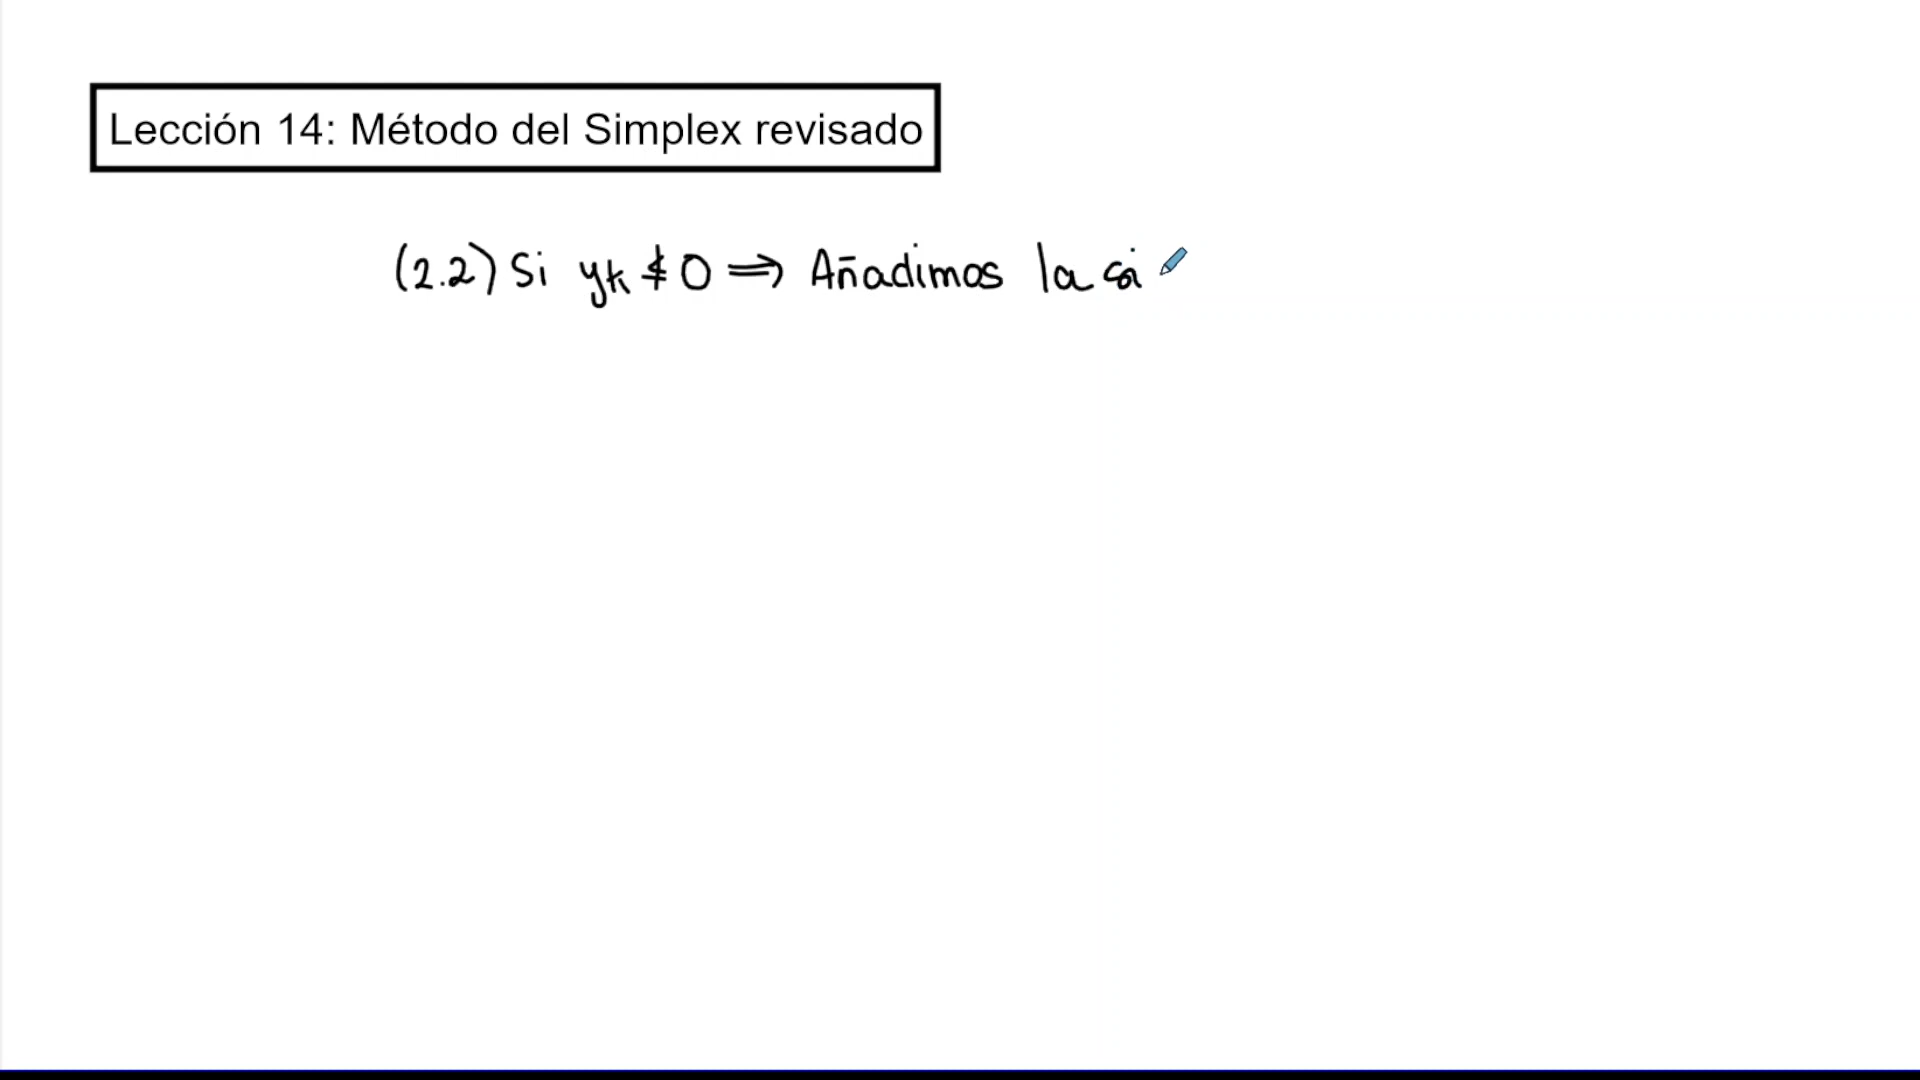 Lección 14: Método del Simplex revisado
(2.2) Si yk ≰ 0 ⇒ Añadimos la